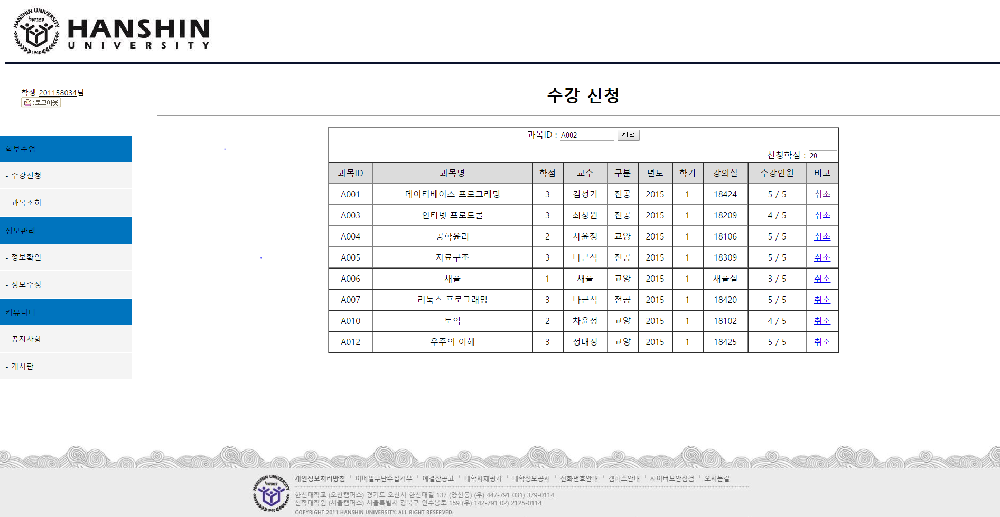 HANSHIN UNIVERSITY
עמנואל
1940
HANSHIN
UNIVERSITY
학생 201158034님
로그아웃
학부수업
- 수강신청
- 과목조회
정보관리
- 정보확인
- 정보수정
커뮤니티
- 공지사항
- 게시판
수강 신청
과목ID : A002 신청
신청학점 : 20
과목ID 과목명 학점 교수 구분 년도 학기 강의실 수강인원 비고
A001 데이터베이스 프로그래밍 3 김성기 전공 2015 1 18424 5 / 5 취소
A003 인터넷 프로토콜 3 최창원 전공 2015 1 18209 4 / 5 취소
A004 공학윤리 2 차윤정 교양 2015 1 18106 5 / 5 취소
A005 자료구조 3 나근식 전공 2015 1 18309 5 / 5 취소
A006 채플 1 채플 교양 2015 1 채플실 3 / 5 취소
A007 리눅스 프로그래밍 3 나근식 전공 2015 1 18420 5 / 5 취소
A010 토익 2 차윤정 교양 2015 1 18102 4 / 5 취소
A012 우주의 이해 3 정태성 교양 2015 1 18425 5 / 5 취소
HANSHIN UNIVERSITY
עמנואל
1940
개인정보처리방침 이메일무단수집거부 예결산공고 대학자체평가 대학정보공시 전화번호안내 캠퍼스안내 사이버보안점검 오시는길
한신대학교 (오산캠퍼스) 경기도 오산시 한신대길 137 (양산동) (우) 447-791 031) 379-0114
신학대학원 (서울캠퍼스) 서울특별시 강북구 인수봉로 159 (우) 142-791 02) 2125-0114
COPYRIGHT 2011 HANSHIN UNIVERSITY. ALL RIGHT RESERVED.